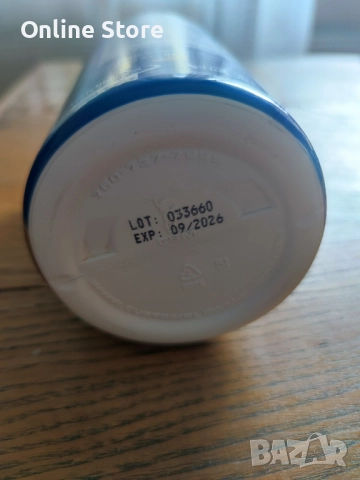 Online Store
LOT: 033660
EXP: 09/2026
BAZAR